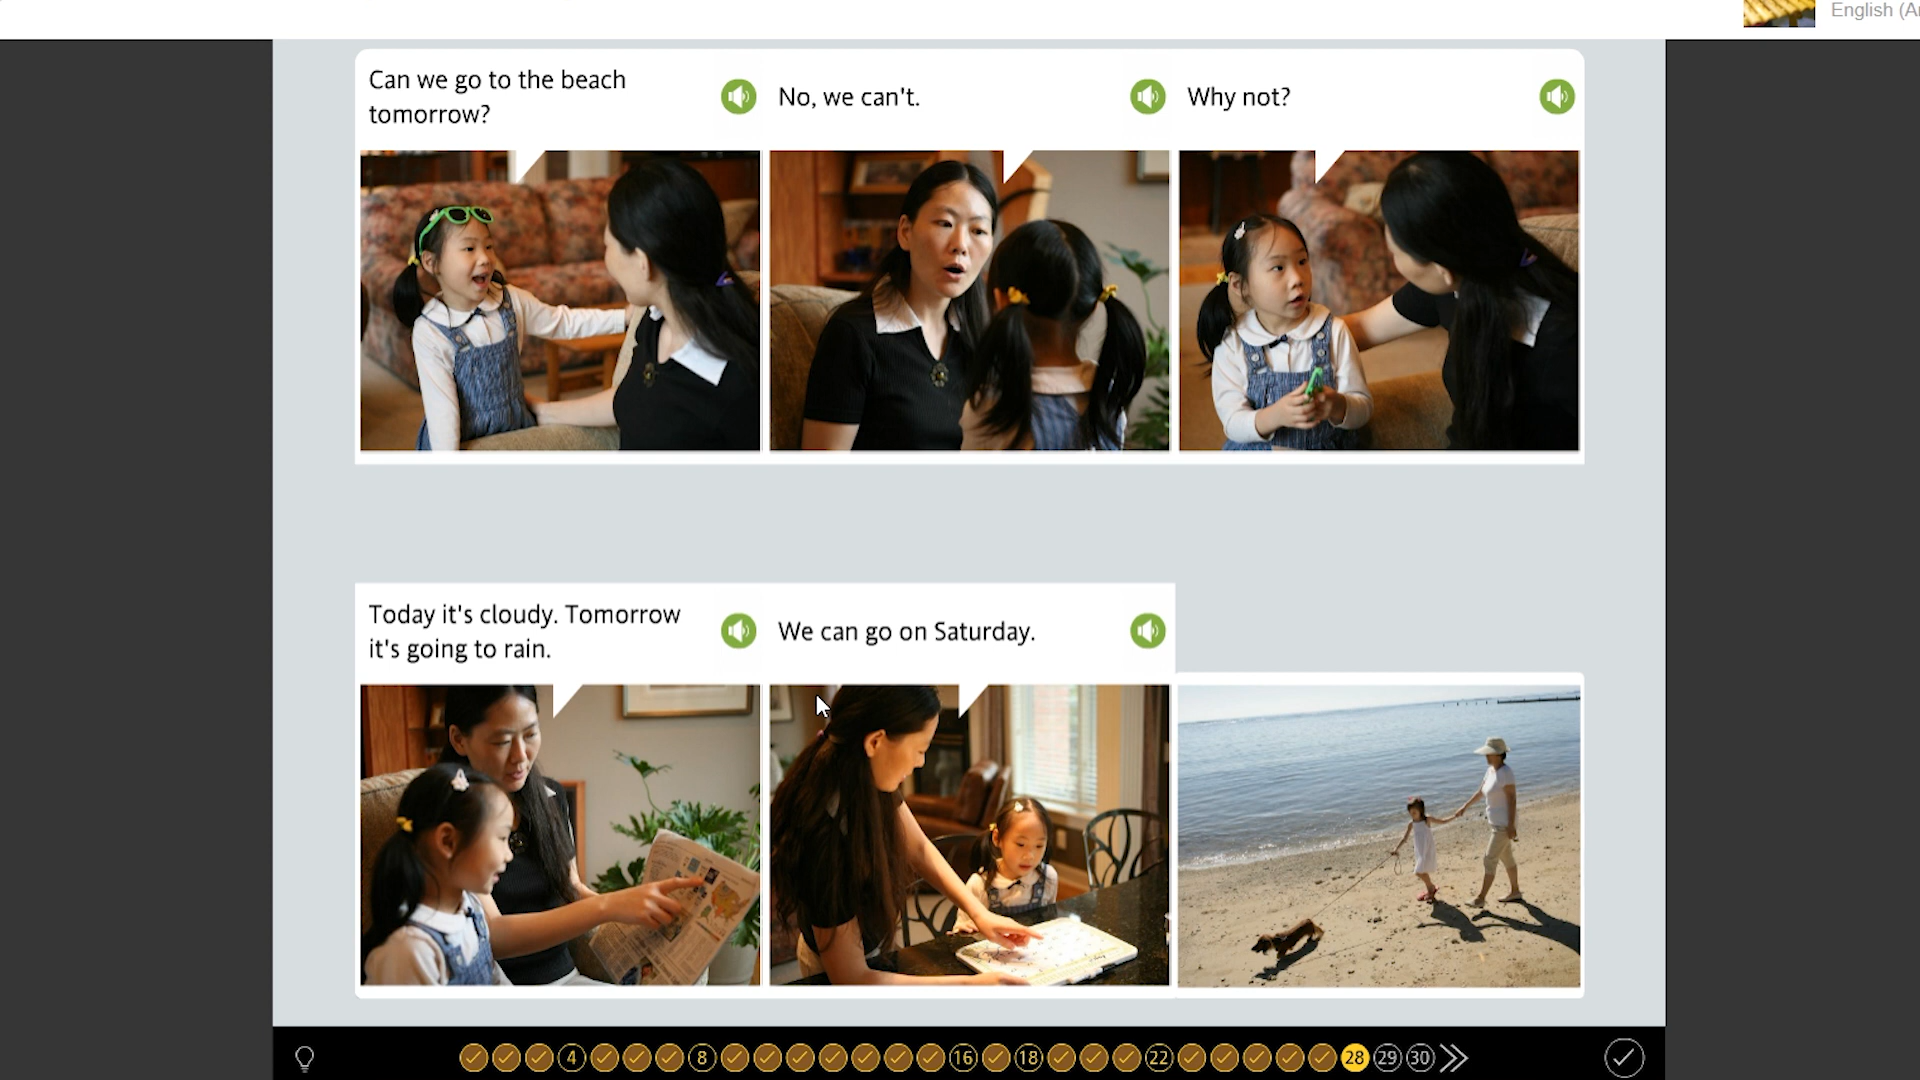 English (A
Can we go to the beach
tomorrow?
No, we can't.
Why not?
Today it's cloudy. Tomorrow
it's going to rain.
We can go on Saturday.
4 8 16 18 22 28 29 30